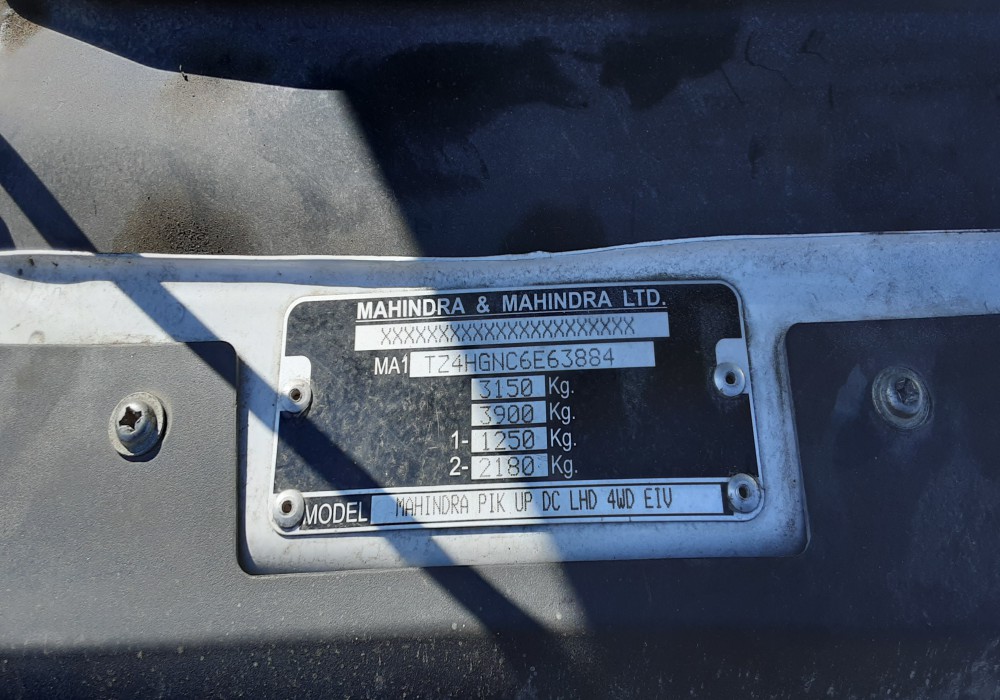 MAHINDRA & MAHINDRA LTD.
XXXXXXXXXXXXXXXXXXXXX
MA1 TZ4HGNC6E63884
3150 Kg.
3900 Kg.
1- 1250 Kg.
2- 2180 Kg.
MODEL MAHINDRA PIK UP DC LHD 4WD EIV